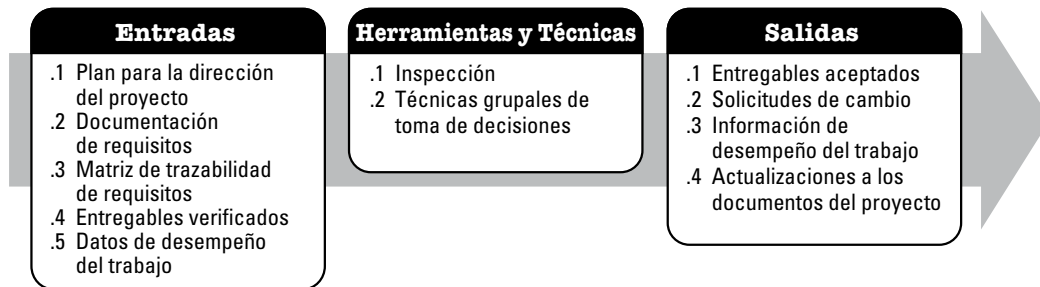 Entradas
.1 Plan para la dirección
del proyecto
.2 Documentación
de requisitos
.3 Matriz de trazabilidad
de requisitos
.4 Entregables verificados
.5 Datos de desempeño
del trabajo
Herramientas y Técnicas
.1 Inspección
.2 Técnicas grupales de
toma de decisiones
Salidas
.1 Entregables aceptados
.2 Solicitudes de cambio
.3 Información de
desempeño del trabajo
.4 Actualizaciones a los
documentos del proyecto